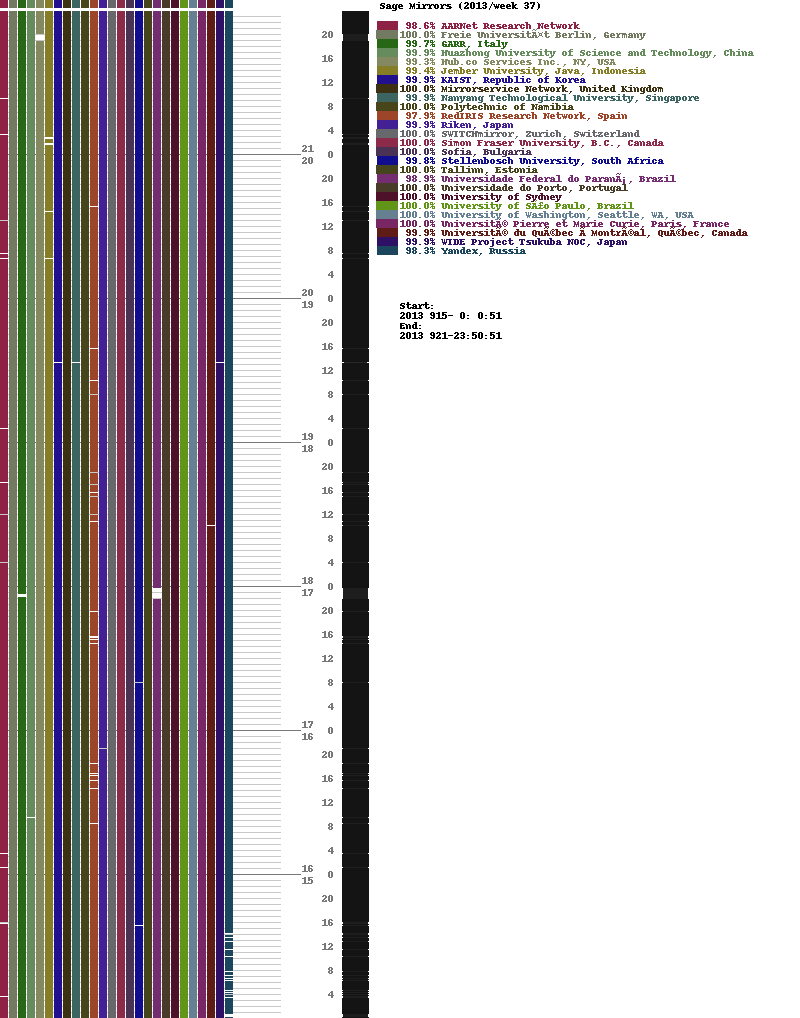 Sage Mirrors (2013/week 37)
98.6% AARNet Research Network
100.0% Freie UniversitÃ¤t Berlin, Germany
99.7% GARR, Italy
99.9% Huazhong University of Science and Technology, China
99.3% Hub.co Services Inc., NY, USA
99.4% Jember University, Java, Indonesia
99.9% KAIST, Republic of Korea
100.0% Mirrorservice Network, United Kingdom
99.9% Nanyang Technological University, Singapore
100.0% Polytechnic of Namibia
97.9% RedIRIS Research Network, Spain
99.9% Riken, Japan
100.0% SWITCHmirror, Zurich, Switzerland
100.0% Simon Fraser University, B.C., Canada
100.0% Sofia, Bulgaria
99.8% Stellenbosch University, South Africa
100.0% Tallinn, Estonia
98.9% Universidade Federal do ParanÃ¡, Brazil
100.0% Universidade do Porto, Portugal
100.0% University of Sydney
100.0% University of SÃ£o Paulo, Brazil
100.0% University of Washington, Seattle, WA, USA
100.0% UniversitÃ© Pierre et Marie Curie, Paris, France
99.9% UniversitÃ© du QuÃ©bec A MontrÃ©al, QuÃ©bec, Canada
99.9% WIDE Project Tsukuba NOC, Japan
98.3% Yandex, Russia
Start:
2013 915- 0: 0:51
End:
2013 921-23:50:51
20
16
12
8
4
21
0
20
20
16
12
8
4
20
0
19
20
16
12
8
4
19
0
18
20
16
12
8
4
18
0
17
20
16
12
8
4
17
0
16
20
16
12
8
4
16
0
15
20
16
12
8
4